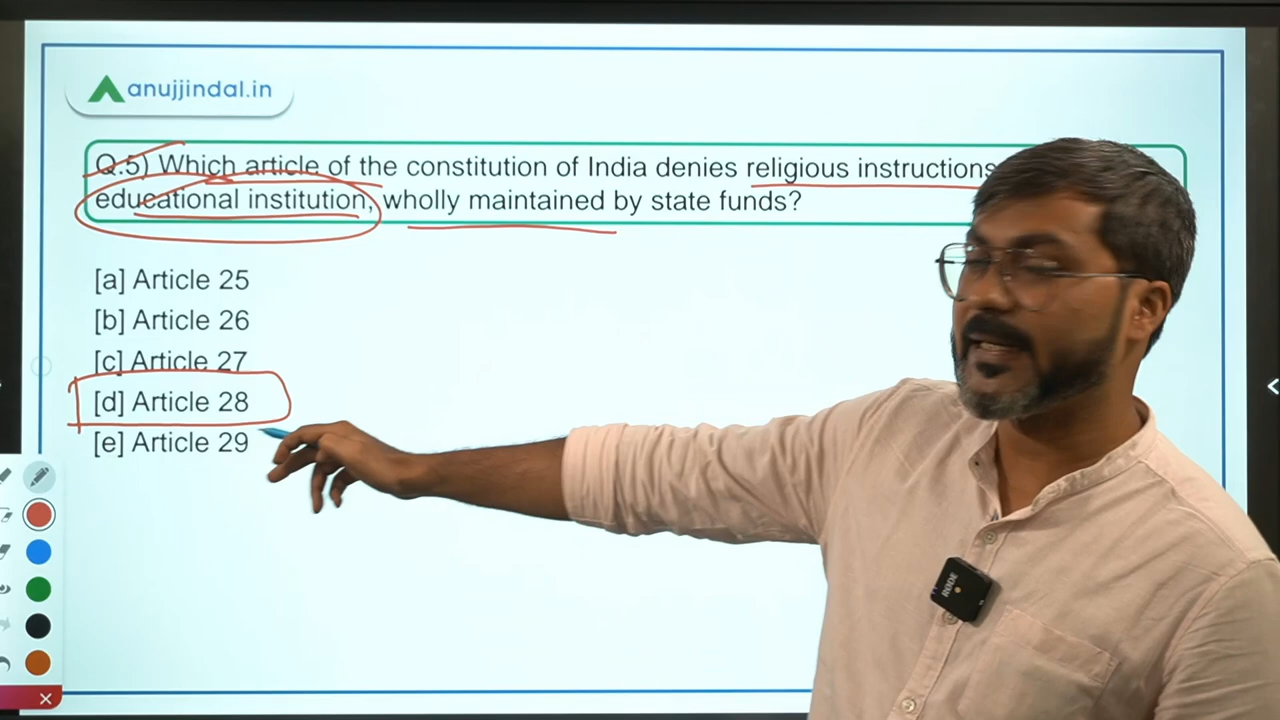 anujjindal.in
Q.5) Which article of the constitution of India denies religious instructions
educational institution, wholly maintained by state funds?
[a] Article 25
[b] Article 26
[c] Article 27
[d] Article 28
[e] Article 29
RODE